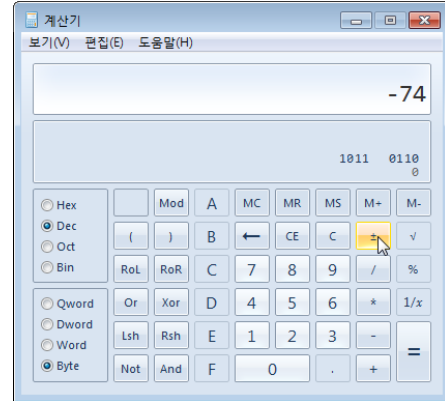 계산기
보기(V) 편집(E) 도움말(H)
-74
1011 0110
0
Hex Mod A MC MR MS M+ M-
Dec ( ) B ← CE C ± √
Oct
Bin RoL RoR C 7 8 9 / %
Qword Or Xor D 4 5 6 * 1/x
Dword
Word Lsh Rsh E 1 2 3 - =
Byte Not And F 0 . +